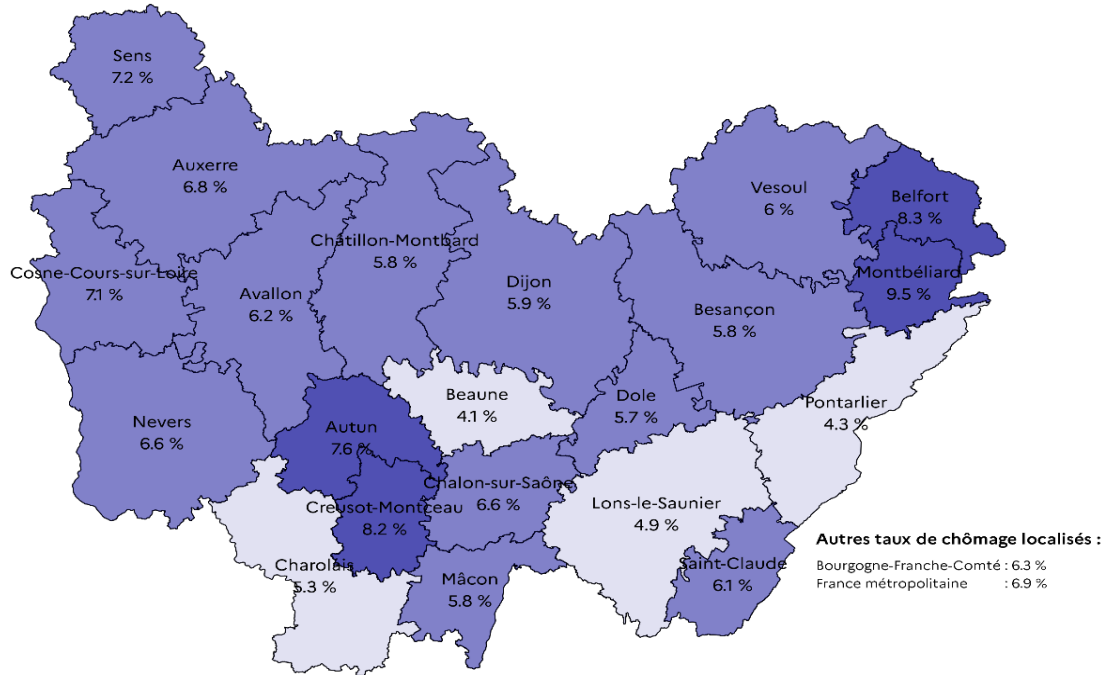 Sens
7.2 %
Auxerre
6.8 %
Vesoul
6 %
Belfort
8.3 %
Châtillon-Montbard
5.8 %
Cosne-Cours-sur-Loire
7.1 %
Avallon
6.2 %
Dijon
5.9 %
Montbéliard
9.5 %
Besançon
5.8 %
Beaune
4.1 %
Dole
5.7 %
Pontarlier
4.3 %
Nevers
6.6 %
Autun
7.6 %
Chalon-sur-Saône
6.6 %
Creusot-Montceau
8.2 %
Lons-le-Saunier
4.9 %
Charolais
5.3 %
Mâcon
5.8 %
Saint-Claude
6.1 %
Autres taux de chômage localisés :
Bourgogne-Franche-Comté : 6.3 %
France métropolitaine : 6.9 %